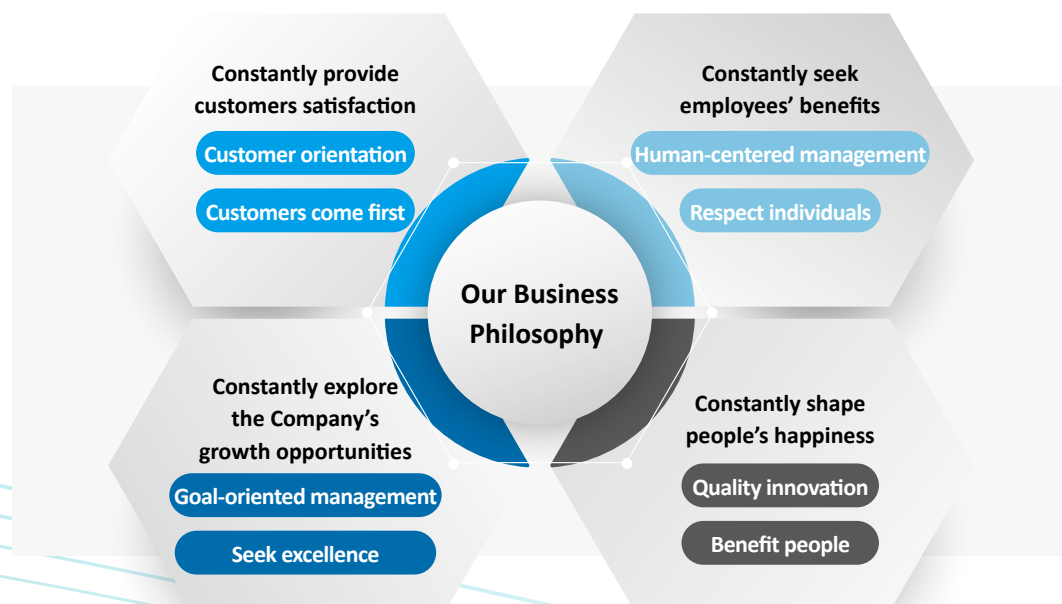 Constantly provide
customers satisfaction
Customer orientation
Customers come first
Constantly seek
employees’ benefits
Human-centered management
Respect individuals
Our Business
Philosophy
Constantly explore
the Company’s
growth opportunities
Goal-oriented management
Seek excellence
Constantly shape
people’s happiness
Quality innovation
Benefit people